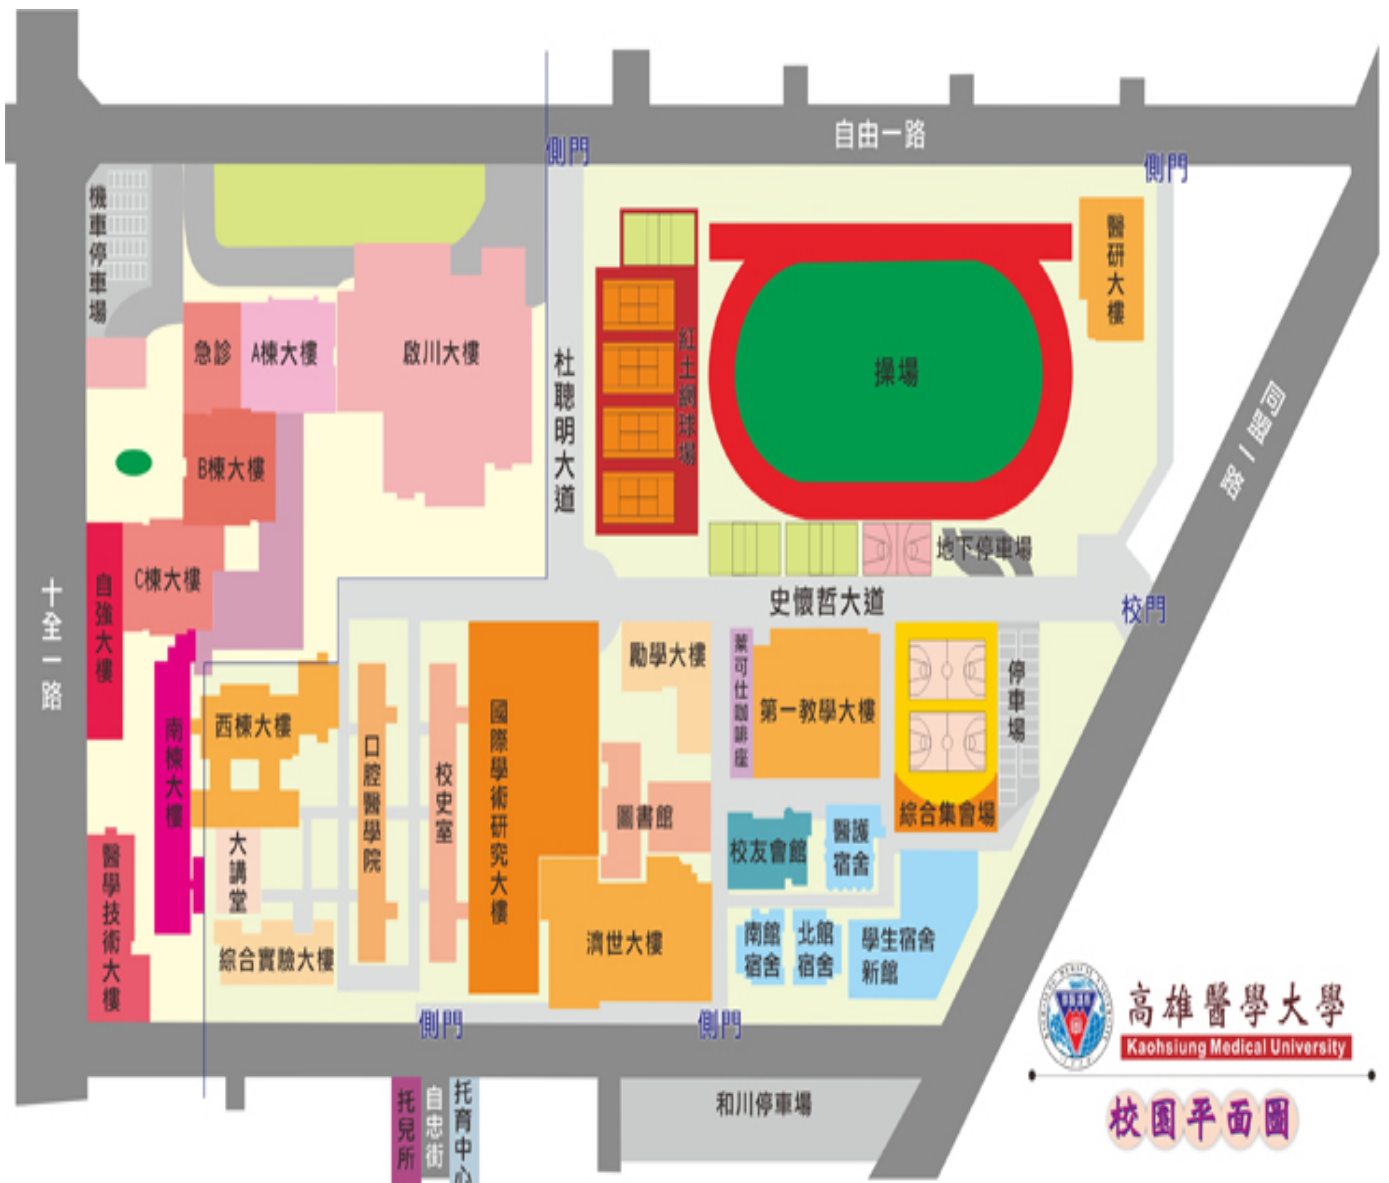 自由一路
側門
側門
機車停車場
醫研大樓
急診
A棟大樓
啟川大樓
杜聰明大道
紅土網球場
操場
同盟一路
B棟大樓
地下停車場
C棟大樓
自強大樓
十全一路
史懷哲大道
校門
南棟大樓
西棟大樓
口腔醫學院
校史室
國際學術研究大樓
勵學大樓
萊可仕咖啡座
第一教學大樓
停車場
綜合集會場
圖書館
校友會館
醫護
宿舍
大講堂
醫學技術大樓
綜合實驗大樓
濟世大樓
南館
宿舍
北館
宿舍
學生宿舍
新館
側門
側門
托兒所
自忠街
托育中心
和川停車場
高雄醫學大學
Kaohsiung Medical University
校園平面圖